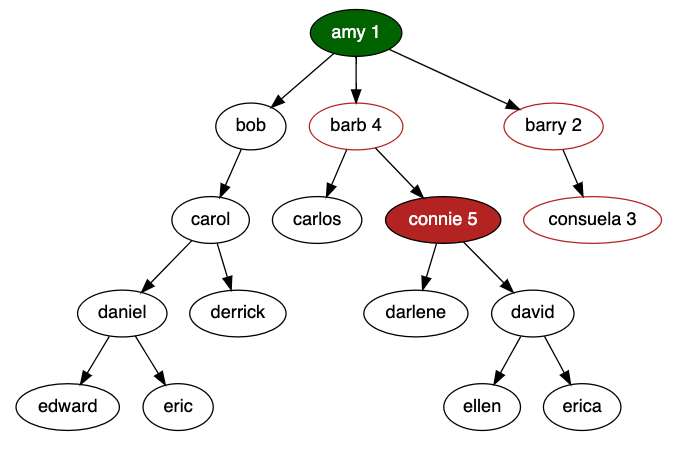 amy 1
bob
barb 4
barry 2
carol
carlos
connie 5
consuela 3
daniel
derrick
darlene
david
edward
eric
ellen
erica